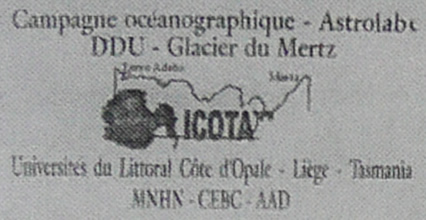 Campagne océanographique - Astrolabe
DDU - Glacier du Mertz
Terre Adélie
Mertz
ICOTA
Universités du Littoral Côte d'Opale - Liège - Tasmania
MNHN - CEBC - AAD